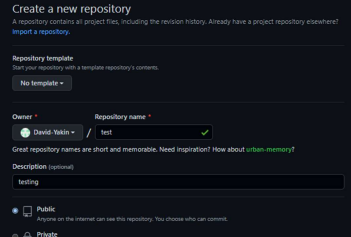 Create a new repository
A repository contains all project files, including the revision history. Already have a project repository elsewhere?
Import a repository.
Repository template
Start your repository with a template repository's contents.
No template
Owner *
Repository name *
David-Yakin
/
test
Great repository names are short and memorable. Need inspiration? How about urban-memory?
Description (optional)
testing
Public
Anyone on the internet can see this repository. You choose who can commit.
Private